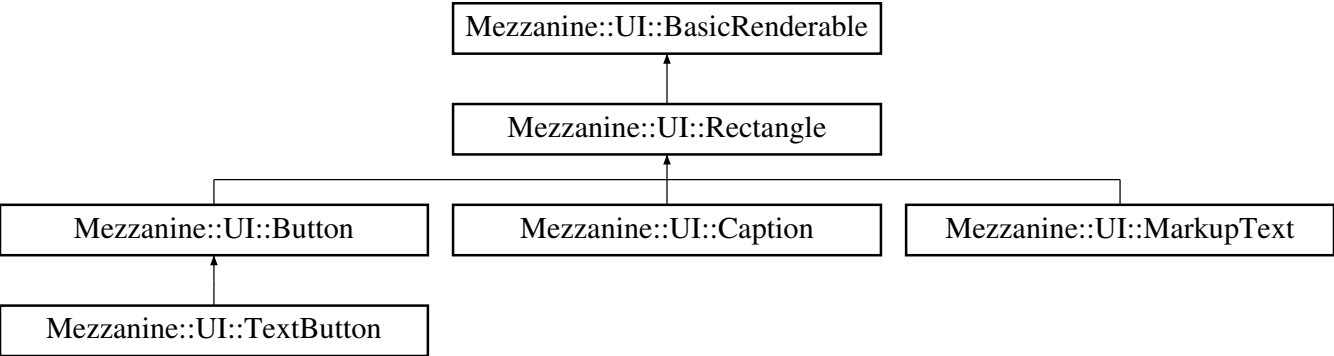 Mezzanine::UI::BasicRenderable
Mezzanine::UI::Rectangle
Mezzanine::UI::Button
Mezzanine::UI::Caption
Mezzanine::UI::MarkupText
Mezzanine::UI::TextButton